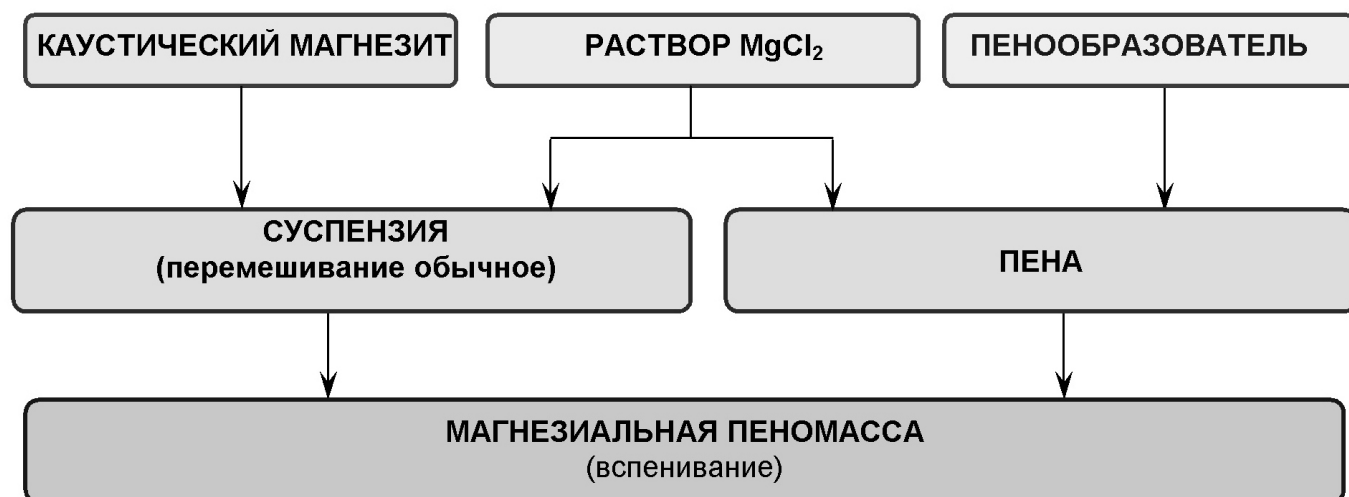 КАУСТИЧЕСКИЙ МАГНЕЗИТ
РАСТВОР MgCl₂
ПЕНООБРАЗОВАТЕЛЬ
СУСПЕНЗИЯ
(перемешивание обычное)
ПЕНА
МАГНЕЗИАЛЬНАЯ ПЕНОМАССА
(вспенивание)